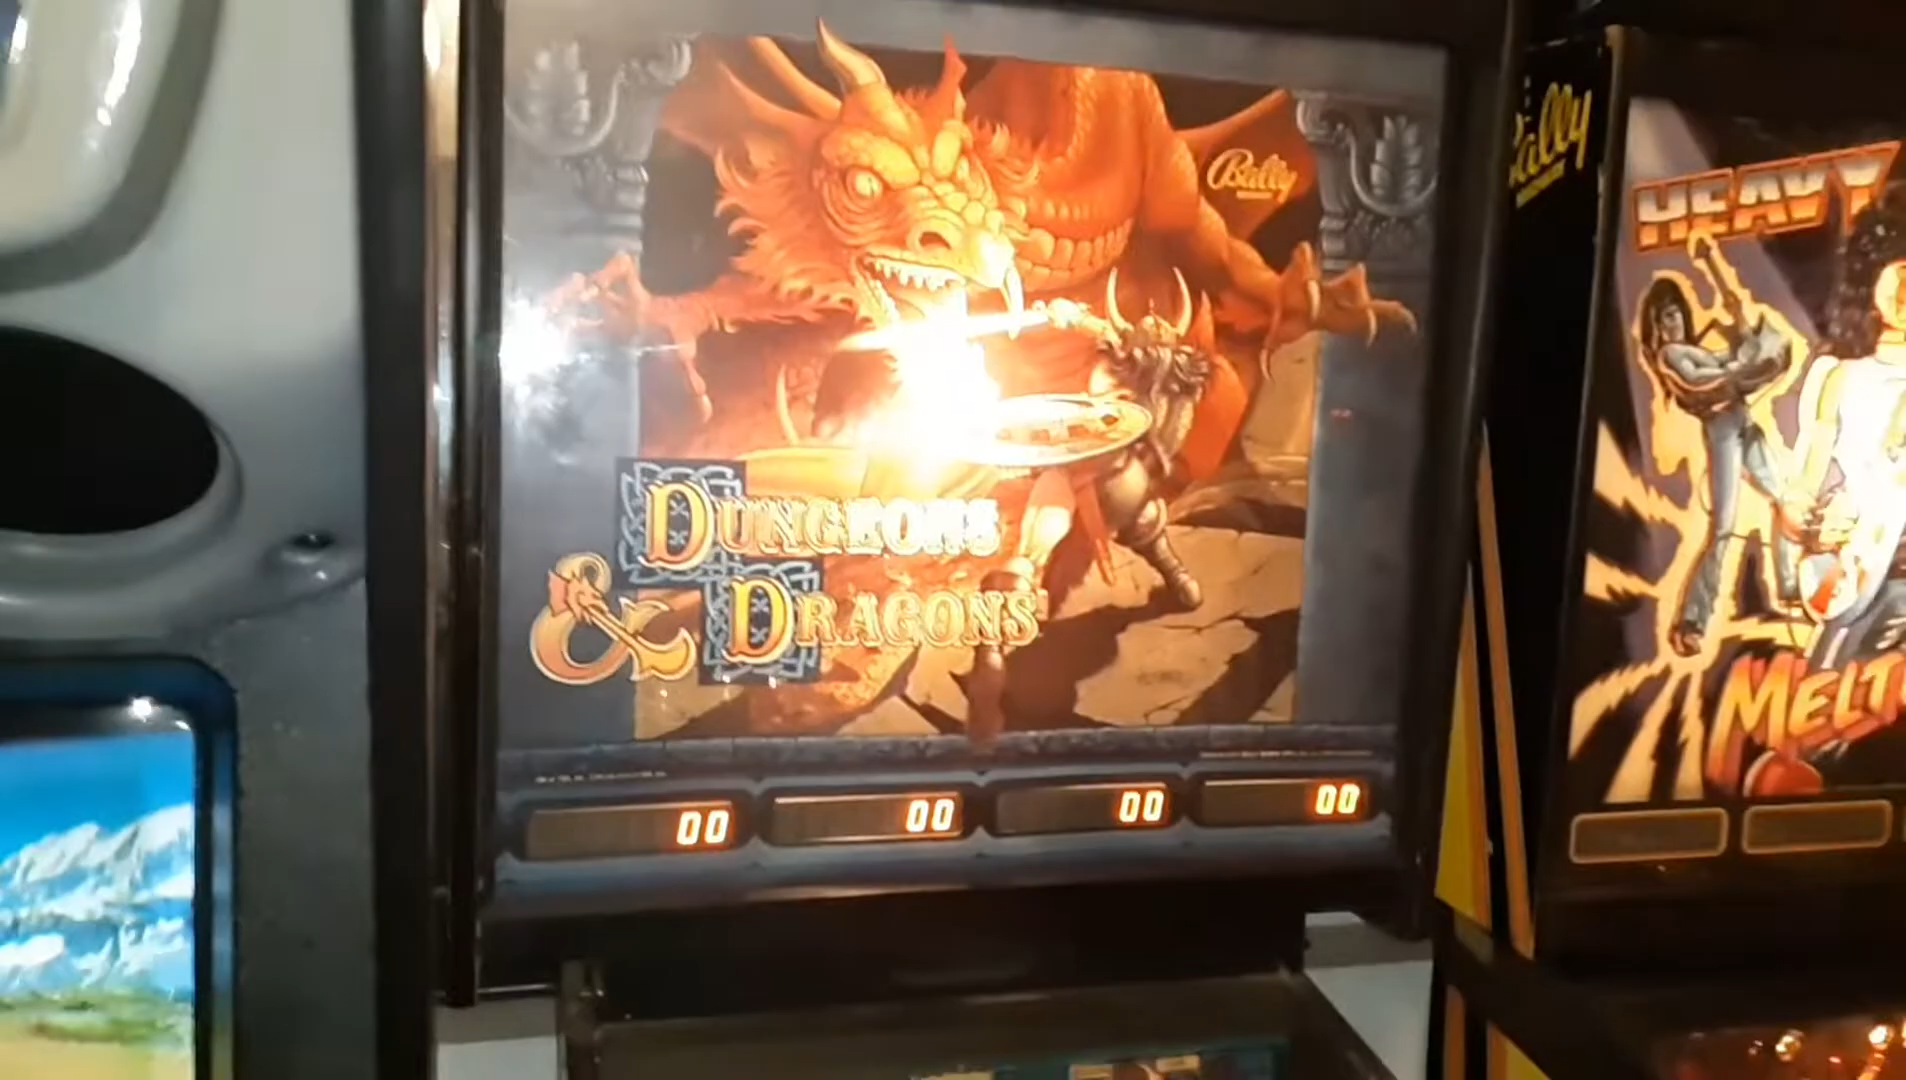 Bally
Bally
HEAVY
DUNGEONS
& DRAGONS
MELT
00 00 00 00